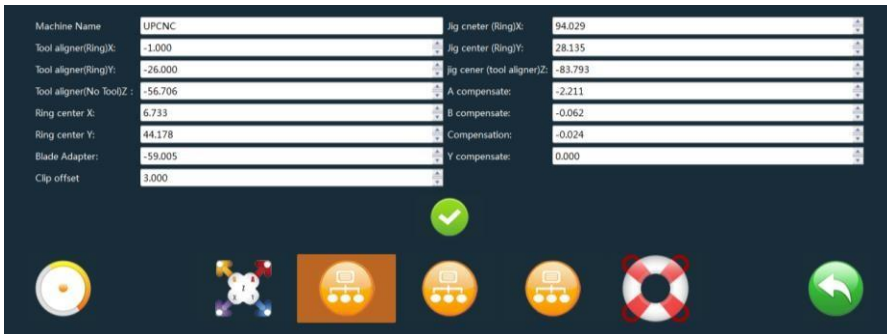 Machine Name UPCNC Jig cneter (Ring)X: 94.029
Tool aligner(Ring)X: -1.000 Jig center (Ring)Y: 28.135
Tool aligner(Ring)Y: -26.000 Jig cener (tool aligner)Z: -83.793
Tool aligner(No Tool)Z : -56.706 A compensate: -2.211
Ring center X: 6.733 B compensate: -0.062
Ring center Y: 44.178 Compensation: -0.024
Blade Adapter: -59.005 Y compensate: 0.000
Clip offset 3.000